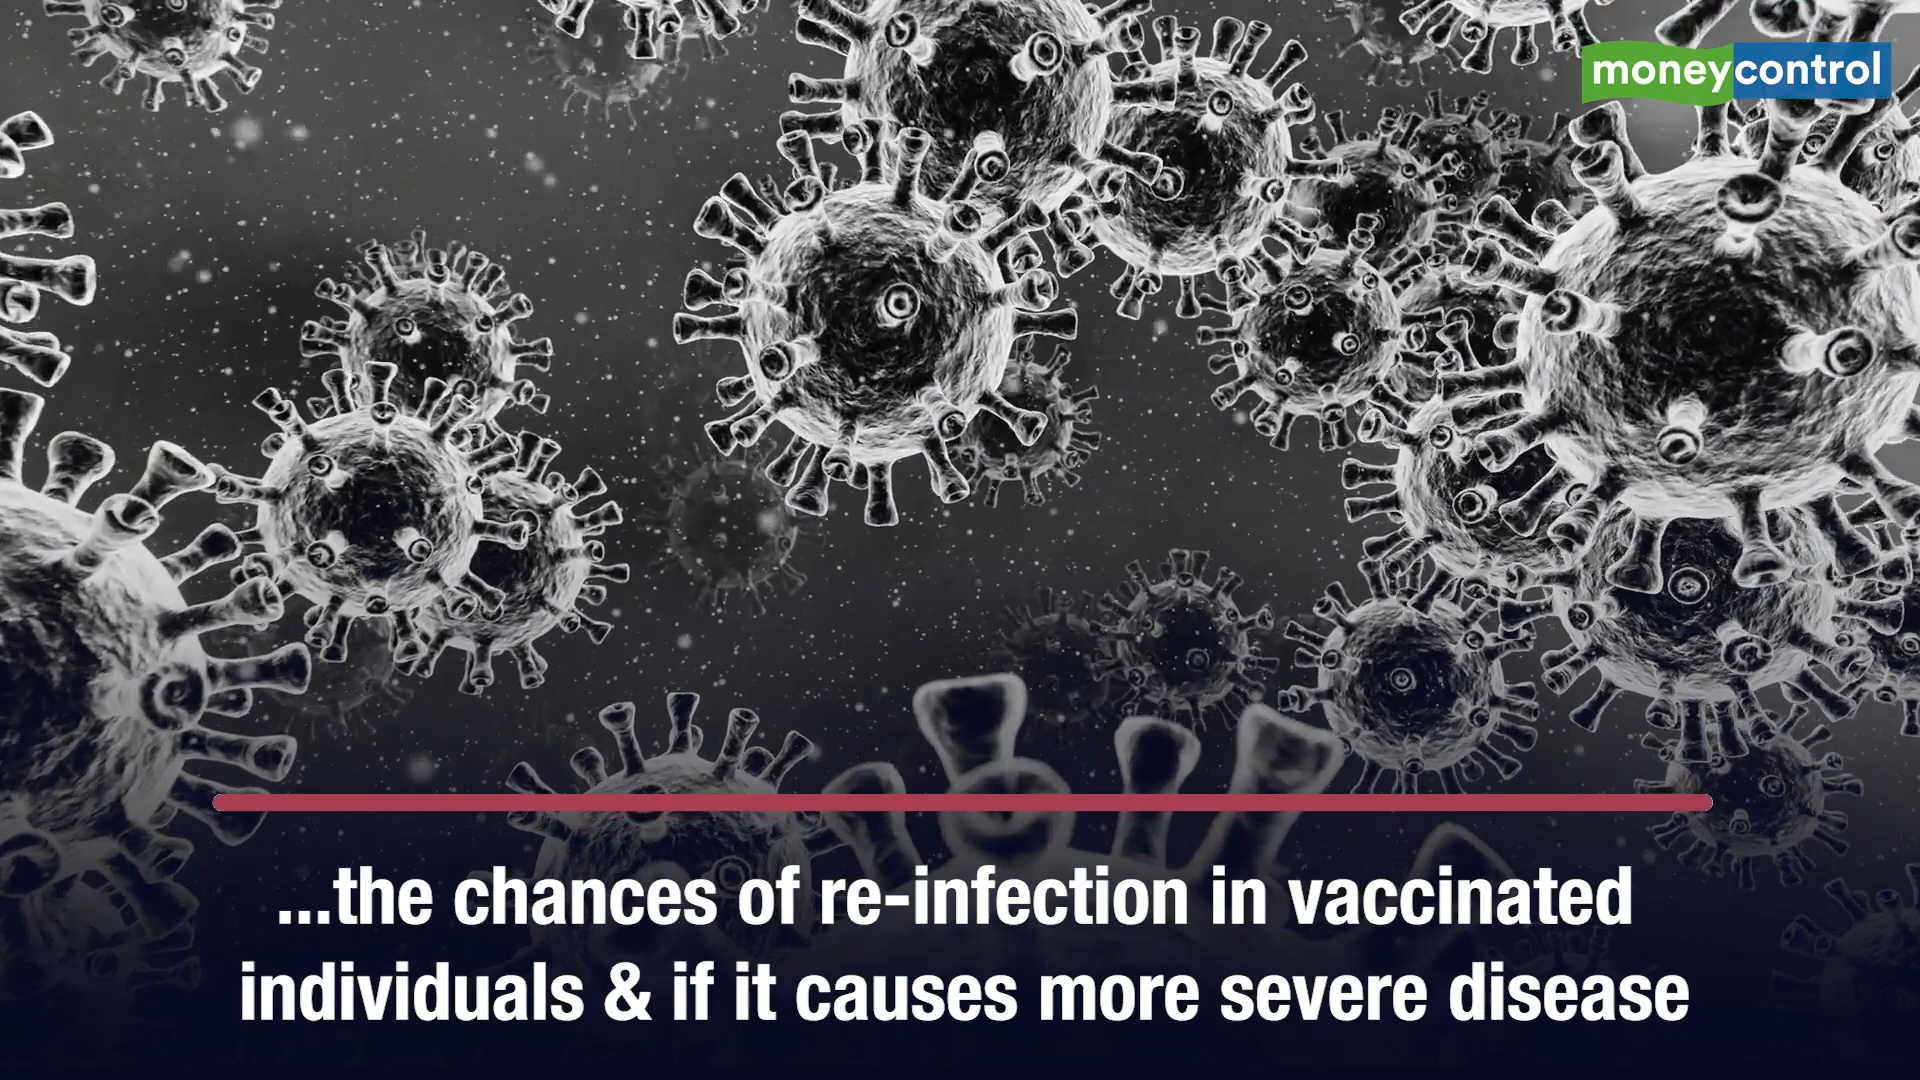 moneycontrol
...the chances of re-infection in vaccinated
individuals & if it causes more severe disease